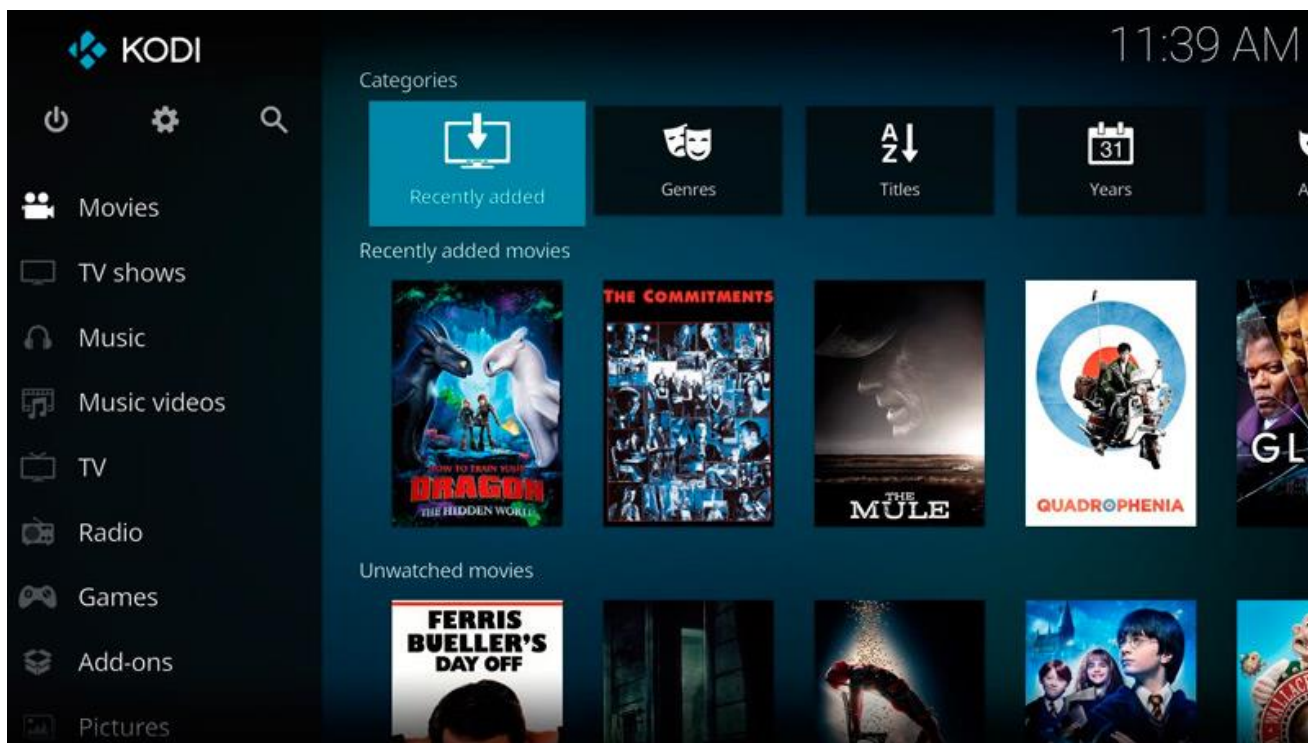 KODI
11:39 AM
Categories
Recently added
Genres
A
Z
Titles
31
Years
A
Movies
TV shows
Music
Music videos
TV
Radio
Games
Add-ons
Pictures
Recently added movies
HOW TO TRAIN YOUR
DRAGON
THE HIDDEN WORLD
THE COMMITMENTS
THE
MULE
QUADROPHENIA
GL
Unwatched movies
FERRIS
BUELLER'S
DAY OFF
WALLAC